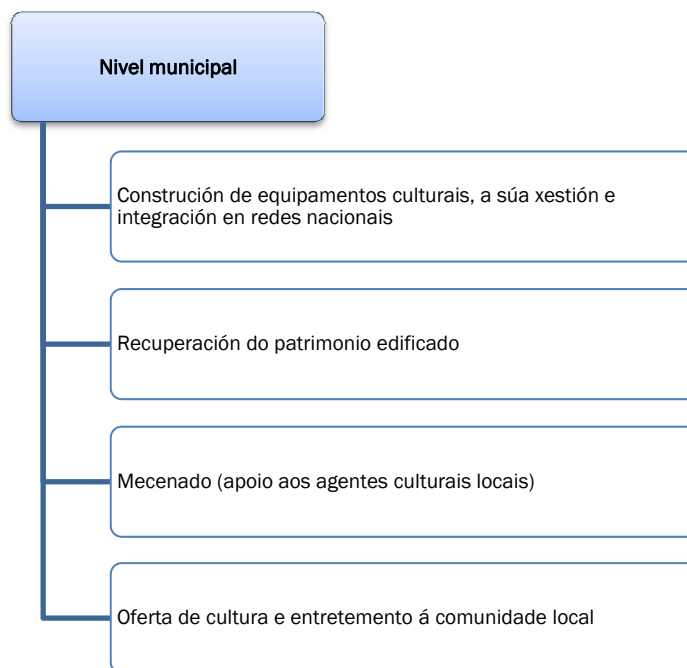 Nivel municipal
Construción de equipamentos culturais, a súa xestión e
integración en redes nacionais
Recuperación do patrimonio edificado
Mecenado (apoio aos agentes culturais locais)
Oferta de cultura e entretemento á comunidade local